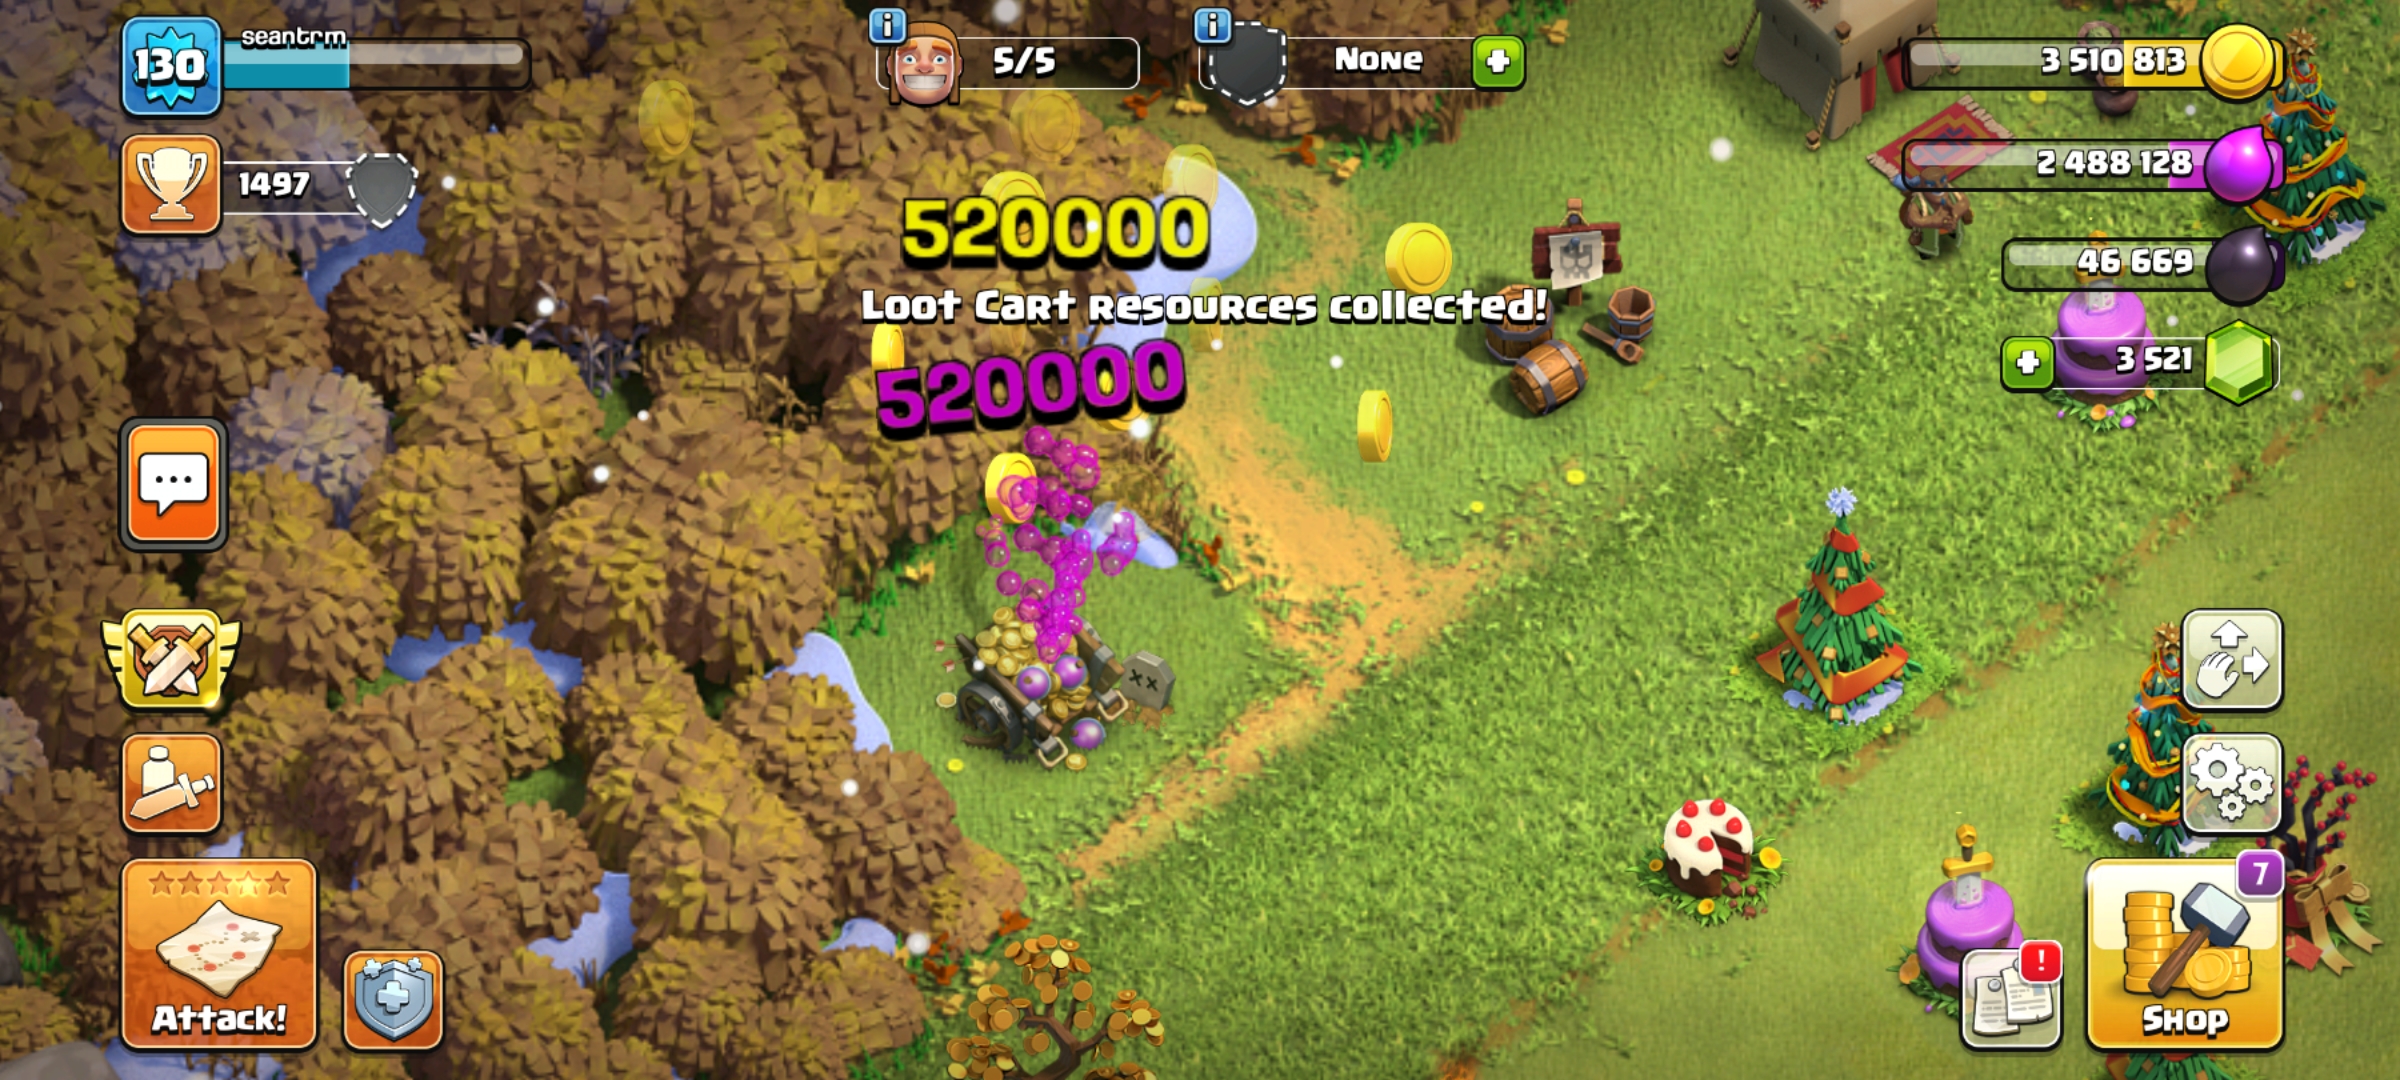 130
seantrm
5/5
None
3 510 813
1497
2 488 128
520000
46 669
Loot Cart resources collected!
3 521
520000
xx
7
!
Attack!
Shop